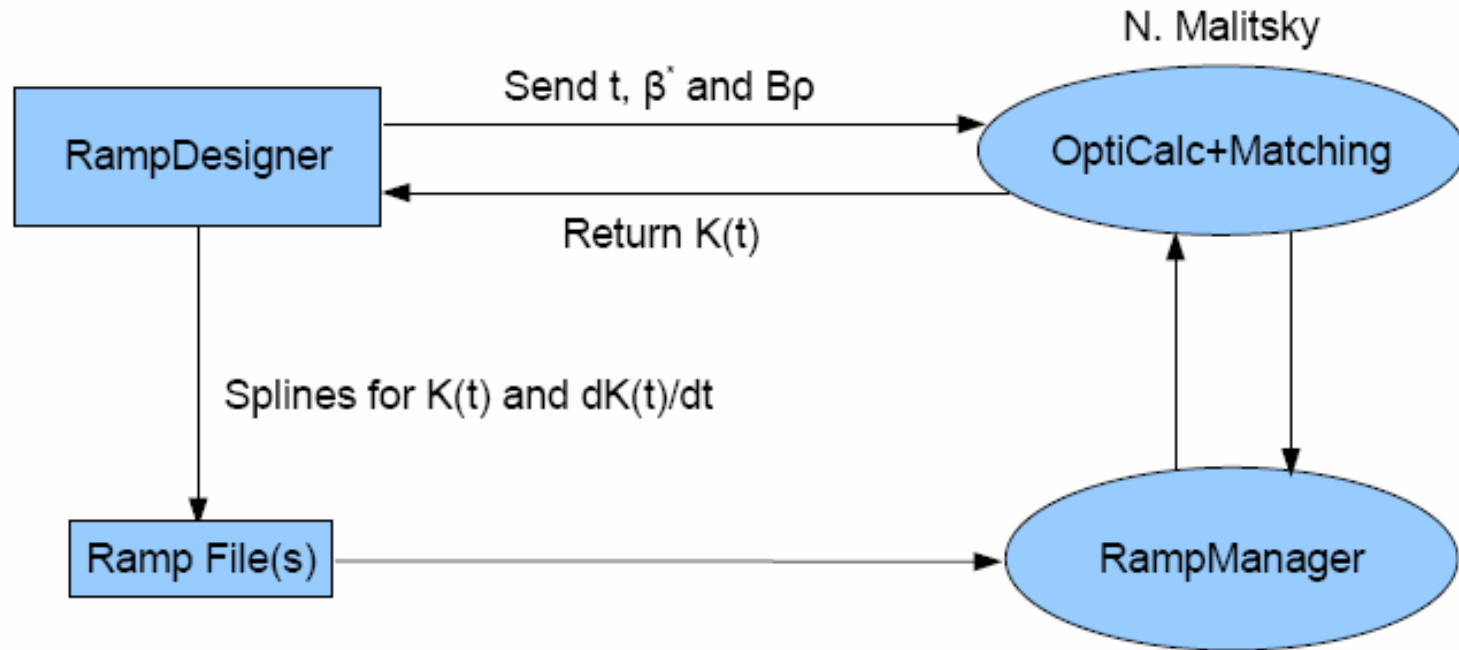 N. Malitsky
Send t, β* and Bρ
RampDesigner
OptiCalc+Matching
Return K(t)
Splines for K(t) and dK(t)/dt
Ramp File(s)
RampManager